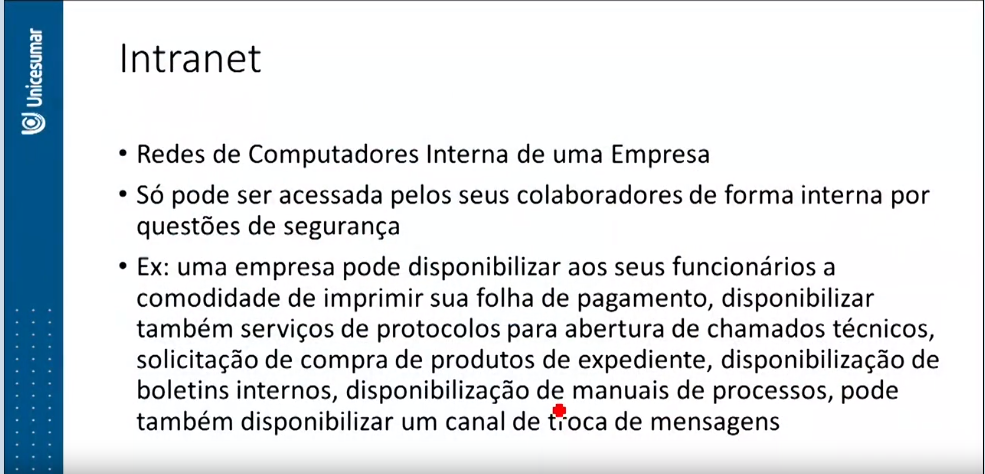 Unicesumar
Intranet
• Redes de Computadores Interna de uma Empresa
• Só pode ser acessada pelos seus colaboradores de forma interna por
questões de segurança
• Ex: uma empresa pode disponibilizar aos seus funcionários a
comodidade de imprimir sua folha de pagamento, disponibilizar
também serviços de protocolos para abertura de chamados técnicos,
solicitação de compra de produtos de expediente, disponibilização de
boletins internos, disponibilização de manuais de processos, pode
também disponibilizar um canal de troca de mensagens